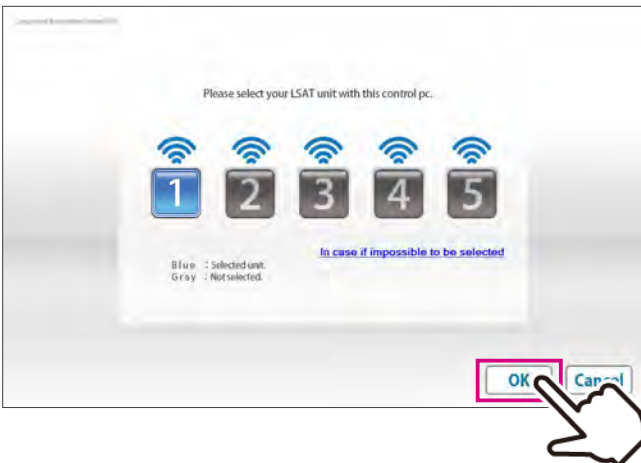 Please select your LSAT unit with this control pc.
1 2 3 4 5
In case if impossible to be selected
Blue : Selected unit.
Gray : Not selected.
OK Cancel